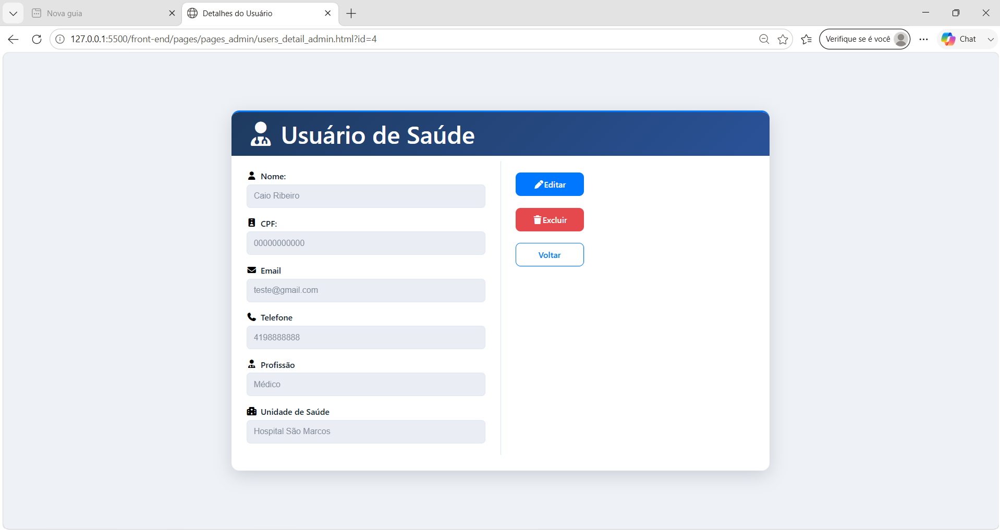 Nova guia
Detalhes do Usuário
127.0.0.1:5500/front-end/pages/pages_admin/users_detail_admin.html?id=4
Verifique se é você
Chat
Usuário de Saúde
Nome:
Caio Ribeiro
CPF:
00000000000
Email
teste@gmail.com
Telefone
4198888888
Profissão
Médico
Unidade de Saúde
Hospital São Marcos
Editar
Excluir
Voltar